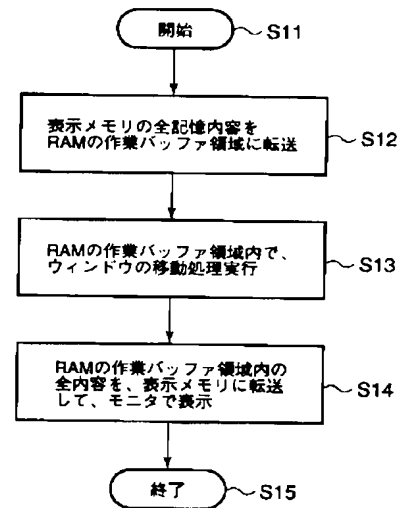 開始 S11
表示メモリの全記憶内容を
RAMの作業バッファ領域に転送 S12
RAMの作業バッファ領域内で、
ウィンドウの移動処理実行 S13
RAMの作業バッファ領域内の
全内容を、表示メモリに転送
して、モニタで表示 S14
終了 S15